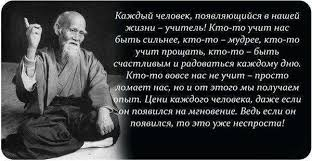 Каждый человек, появляющийся в нашей
жизни – учитель! Кто-то учит нас
быть сильнее, кто-то – мудрее, кто-то
учит прощать, кто-то – быть
счастливым и радоваться каждому дню.
Кто-то вовсе нас не учит – просто
ломает нас, но и от этого мы получаем
опыт. Цени каждого человека, даже если
он появился на мгновение. Ведь если он
появился, то это уже неспроста!